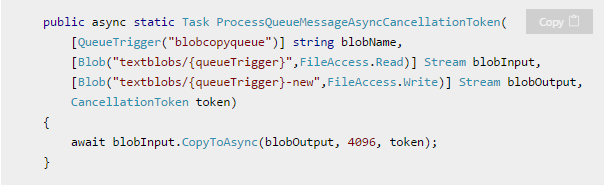 public async static Task ProcessQueueMessageAsyncCancellationToken(
Copy
[QueueTrigger("blobcopyqueue")] string blobName,
[Blob("textblobs/{queueTrigger}",FileAccess.Read)] Stream blobInput,
[Blob("textblobs/{queueTrigger}-new",FileAccess.Write)] Stream blobOutput,
CancellationToken token)
{
await blobInput.CopyToAsync(blobOutput, 4096, token);
}